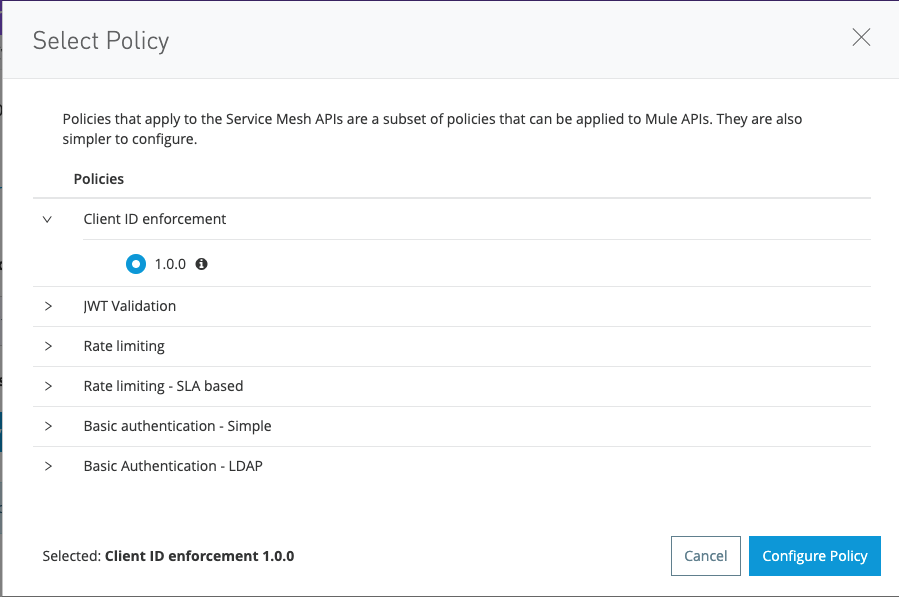 Select Policy
Policies that apply to the Service Mesh APIs are a subset of policies that can be applied to Mule APIs. They are also
simpler to configure.
Policies
Client ID enforcement
1.0.0
JWT Validation
Rate limiting
Rate limiting - SLA based
Basic authentication - Simple
Basic Authentication - LDAP
Selected: Client ID enforcement 1.0.0
Cancel
Configure Policy